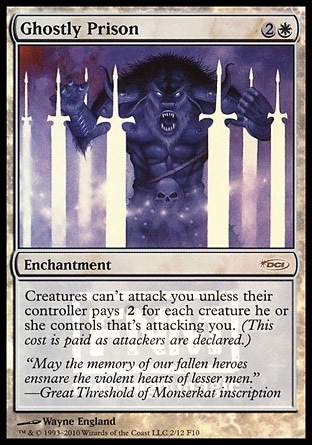 Ghostly Prison 2
Enchantment
DCI
Creatures can't attack you unless their
controller pays 2 for each creature he or
she controls that's attacking you. (This
cost is paid as attackers are declared.)
"May the memory of our fallen heroes
ensnare the violent hearts of lesser men."
—Great Threshold of Monserkat inscription
Wayne England
™ & © 1993–2010 Wizards of the Coast LLC 2/12 F10